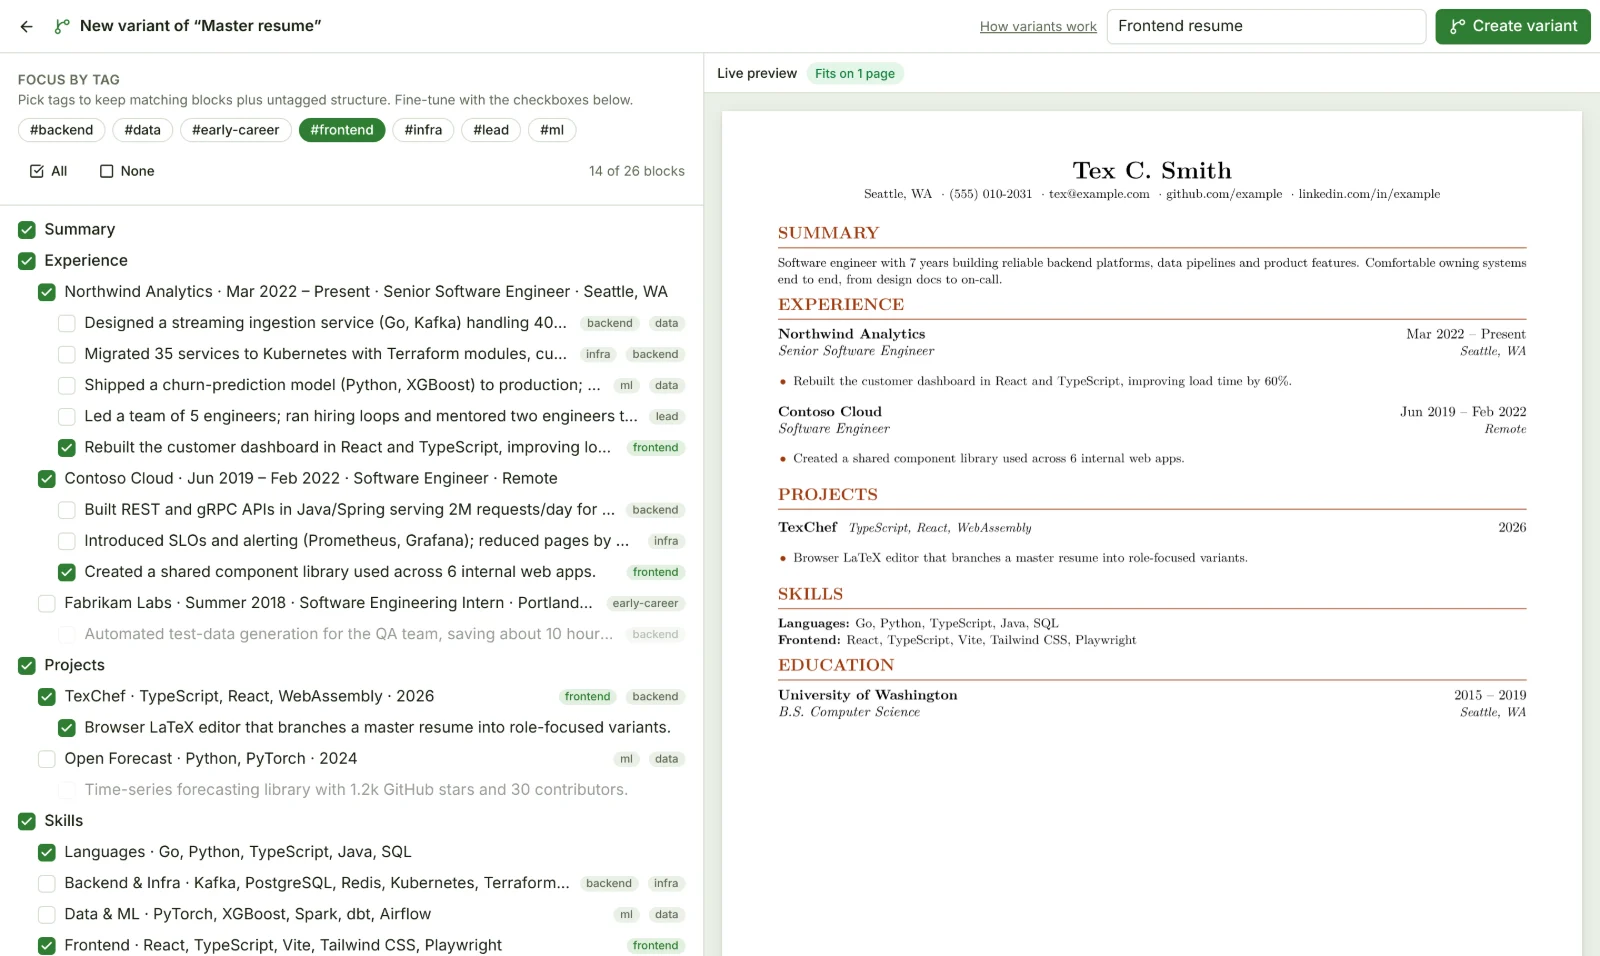 New variant of “Master resume”
How variants work
Frontend resume
Create variant
FOCUS BY TAG
Pick tags to keep matching blocks plus untagged structure. Fine-tune with the checkboxes below.
#backend #data #early-career #frontend #infra #lead #ml
All None 14 of 26 blocks
Summary
Experience
Northwind Analytics · Mar 2022 – Present · Senior Software Engineer · Seattle, WA
Designed a streaming ingestion service (Go, Kafka) handling 40... backend data
Migrated 35 services to Kubernetes with Terraform modules, cu... infra backend
Shipped a churn-prediction model (Python, XGBoost) to production; ... ml data
Led a team of 5 engineers; ran hiring loops and mentored two engineers t... lead
Rebuilt the customer dashboard in React and TypeScript, improving lo... frontend
Contoso Cloud · Jun 2019 – Feb 2022 · Software Engineer · Remote
Built REST and gRPC APIs in Java/Spring serving 2M requests/day for ... backend
Introduced SLOs and alerting (Prometheus, Grafana); reduced pages by ... infra
Created a shared component library used across 6 internal web apps. frontend
Fabrikam Labs · Summer 2018 · Software Engineering Intern · Portland... early-career
Automated test-data generation for the QA team, saving about 10 hour... backend
Projects
TexChef · TypeScript, React, WebAssembly · 2026 frontend backend
Browser LaTeX editor that branches a master resume into role-focused variants.
Open Forecast · Python, PyTorch · 2024 ml data
Time-series forecasting library with 1.2k GitHub stars and 30 contributors.
Skills
Languages · Go, Python, TypeScript, Java, SQL
Backend & Infra · Kafka, PostgreSQL, Redis, Kubernetes, Terraform... backend infra
Data & ML · PyTorch, XGBoost, Spark, dbt, Airflow ml data
Frontend · React, TypeScript, Vite, Tailwind CSS, Playwright frontend
Live preview Fits on 1 page
Tex C. Smith
Seattle, WA · (555) 010-2031 · tex@example.com · github.com/example · linkedin.com/in/example
SUMMARY
Software engineer with 7 years building reliable backend platforms, data pipelines and product features. Comfortable owning systems
end to end, from design docs to on-call.
EXPERIENCE
Northwind Analytics Mar 2022 – Present
Senior Software Engineer Seattle, WA
• Rebuilt the customer dashboard in React and TypeScript, improving load time by 60%.
Contoso Cloud Jun 2019 – Feb 2022
Software Engineer Remote
• Created a shared component library used across 6 internal web apps.
PROJECTS
TexChef TypeScript, React, WebAssembly 2026
• Browser LaTeX editor that branches a master resume into role-focused variants.
SKILLS
Languages: Go, Python, TypeScript, Java, SQL
Frontend: React, TypeScript, Vite, Tailwind CSS, Playwright
EDUCATION
University of Washington 2015 – 2019
B.S. Computer Science Seattle, WA